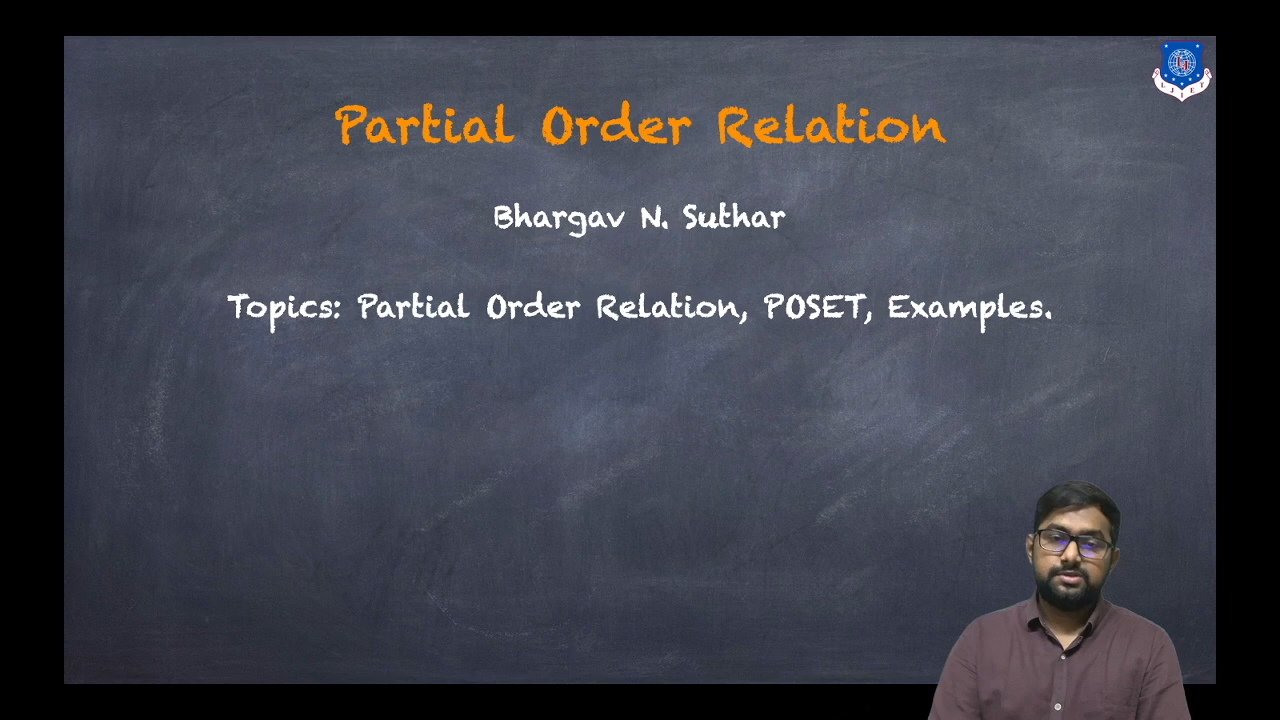 Partial Order Relation
Bhargav N. Suthar
Topics: Partial Order Relation, POSET, Examples.